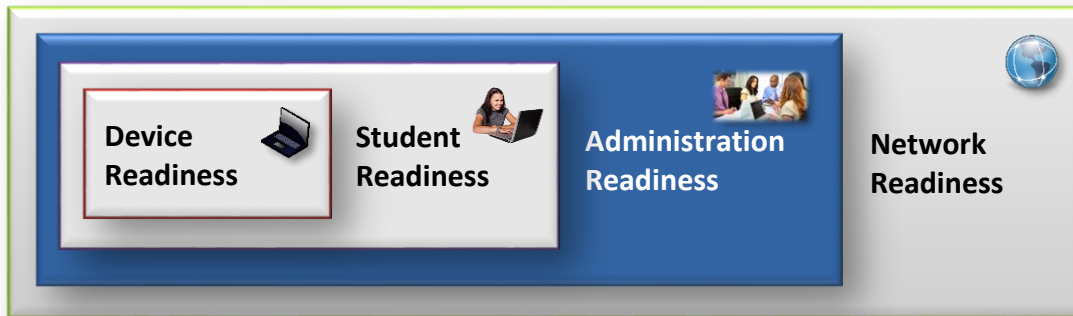 Device
Readiness
Student
Readiness
Administration
Readiness
Network
Readiness